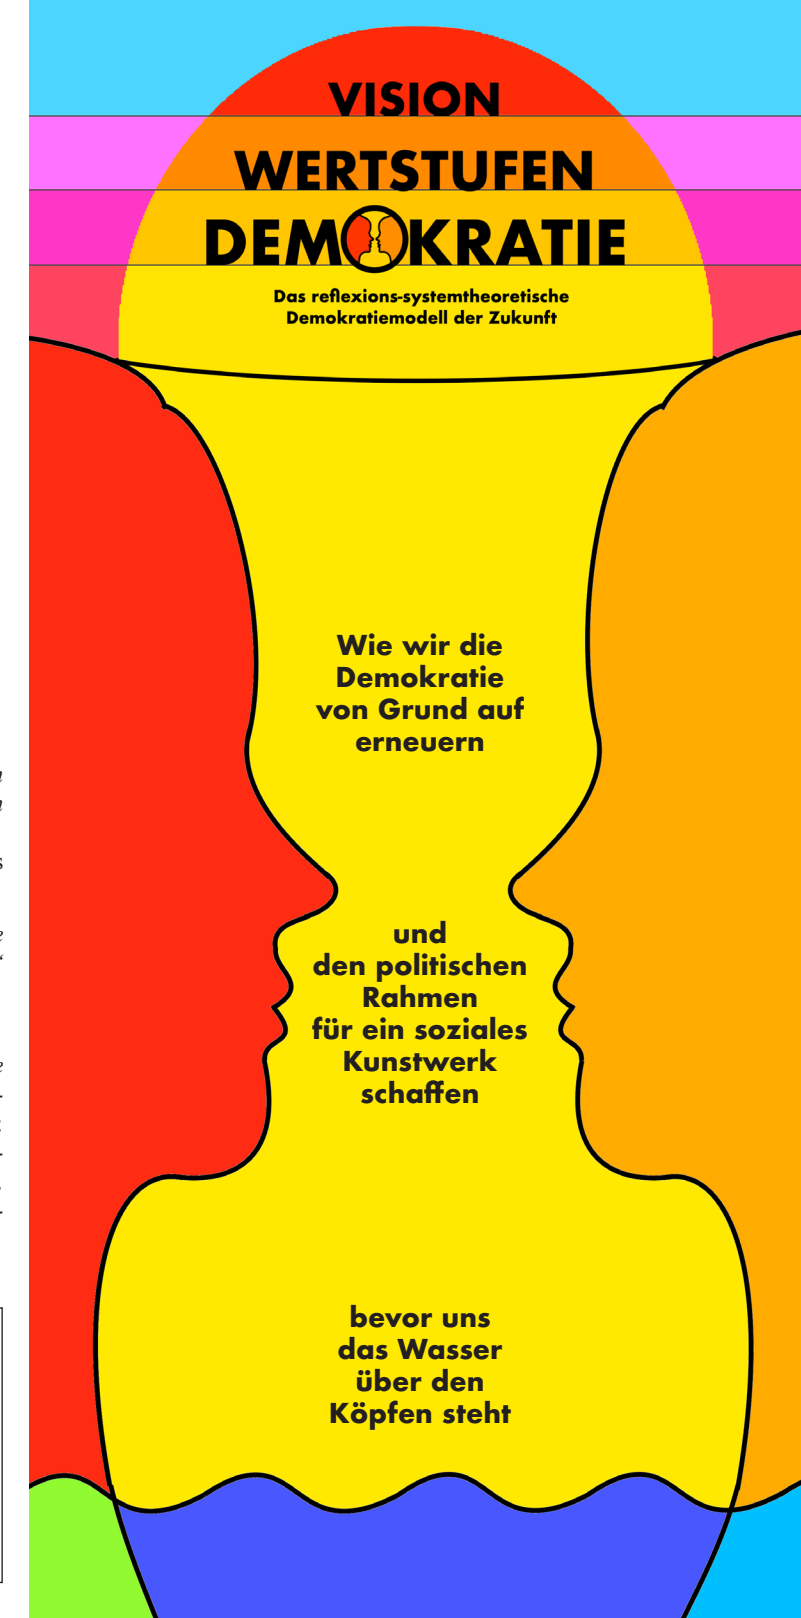 VISION
WERTSTUFEN
DEMOKRATIE
Das reflexions-systemtheoretische
Demokratiemodell der Zukunft
Wie wir die
Demokratie
von Grund auf
erneuern
und
den politischen
Rahmen
für ein soziales
Kunstwerk
schaffen
bevor uns
das Wasser
über den
Köpfen steht